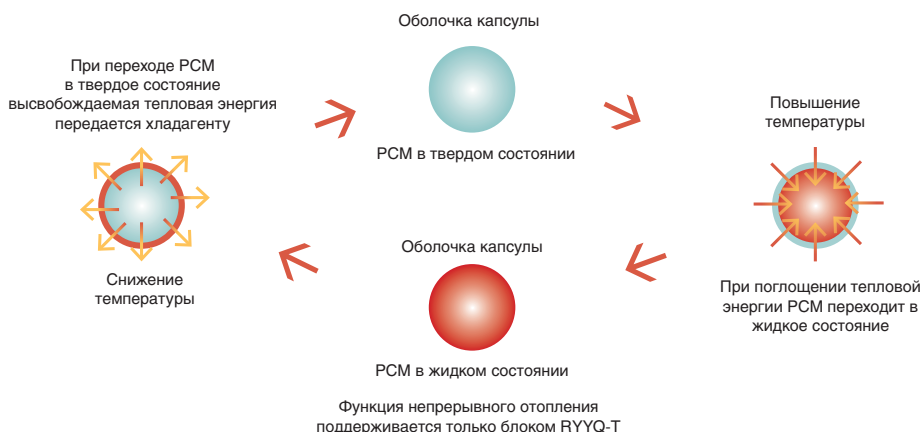 Оболочка капсулы
При переходе PCM
в твердое состояние
высвобождаемая тепловая энергия
передается хладагенту
Повышение
температуры
PCM в твердом состоянии
Оболочка капсулы
Снижение
температуры
При поглощении тепловой
энергии PCM переходит в
жидкое состояние
PCM в жидком состоянии
Функция непрерывного отопления
поддерживается только блоком RYYQ-T